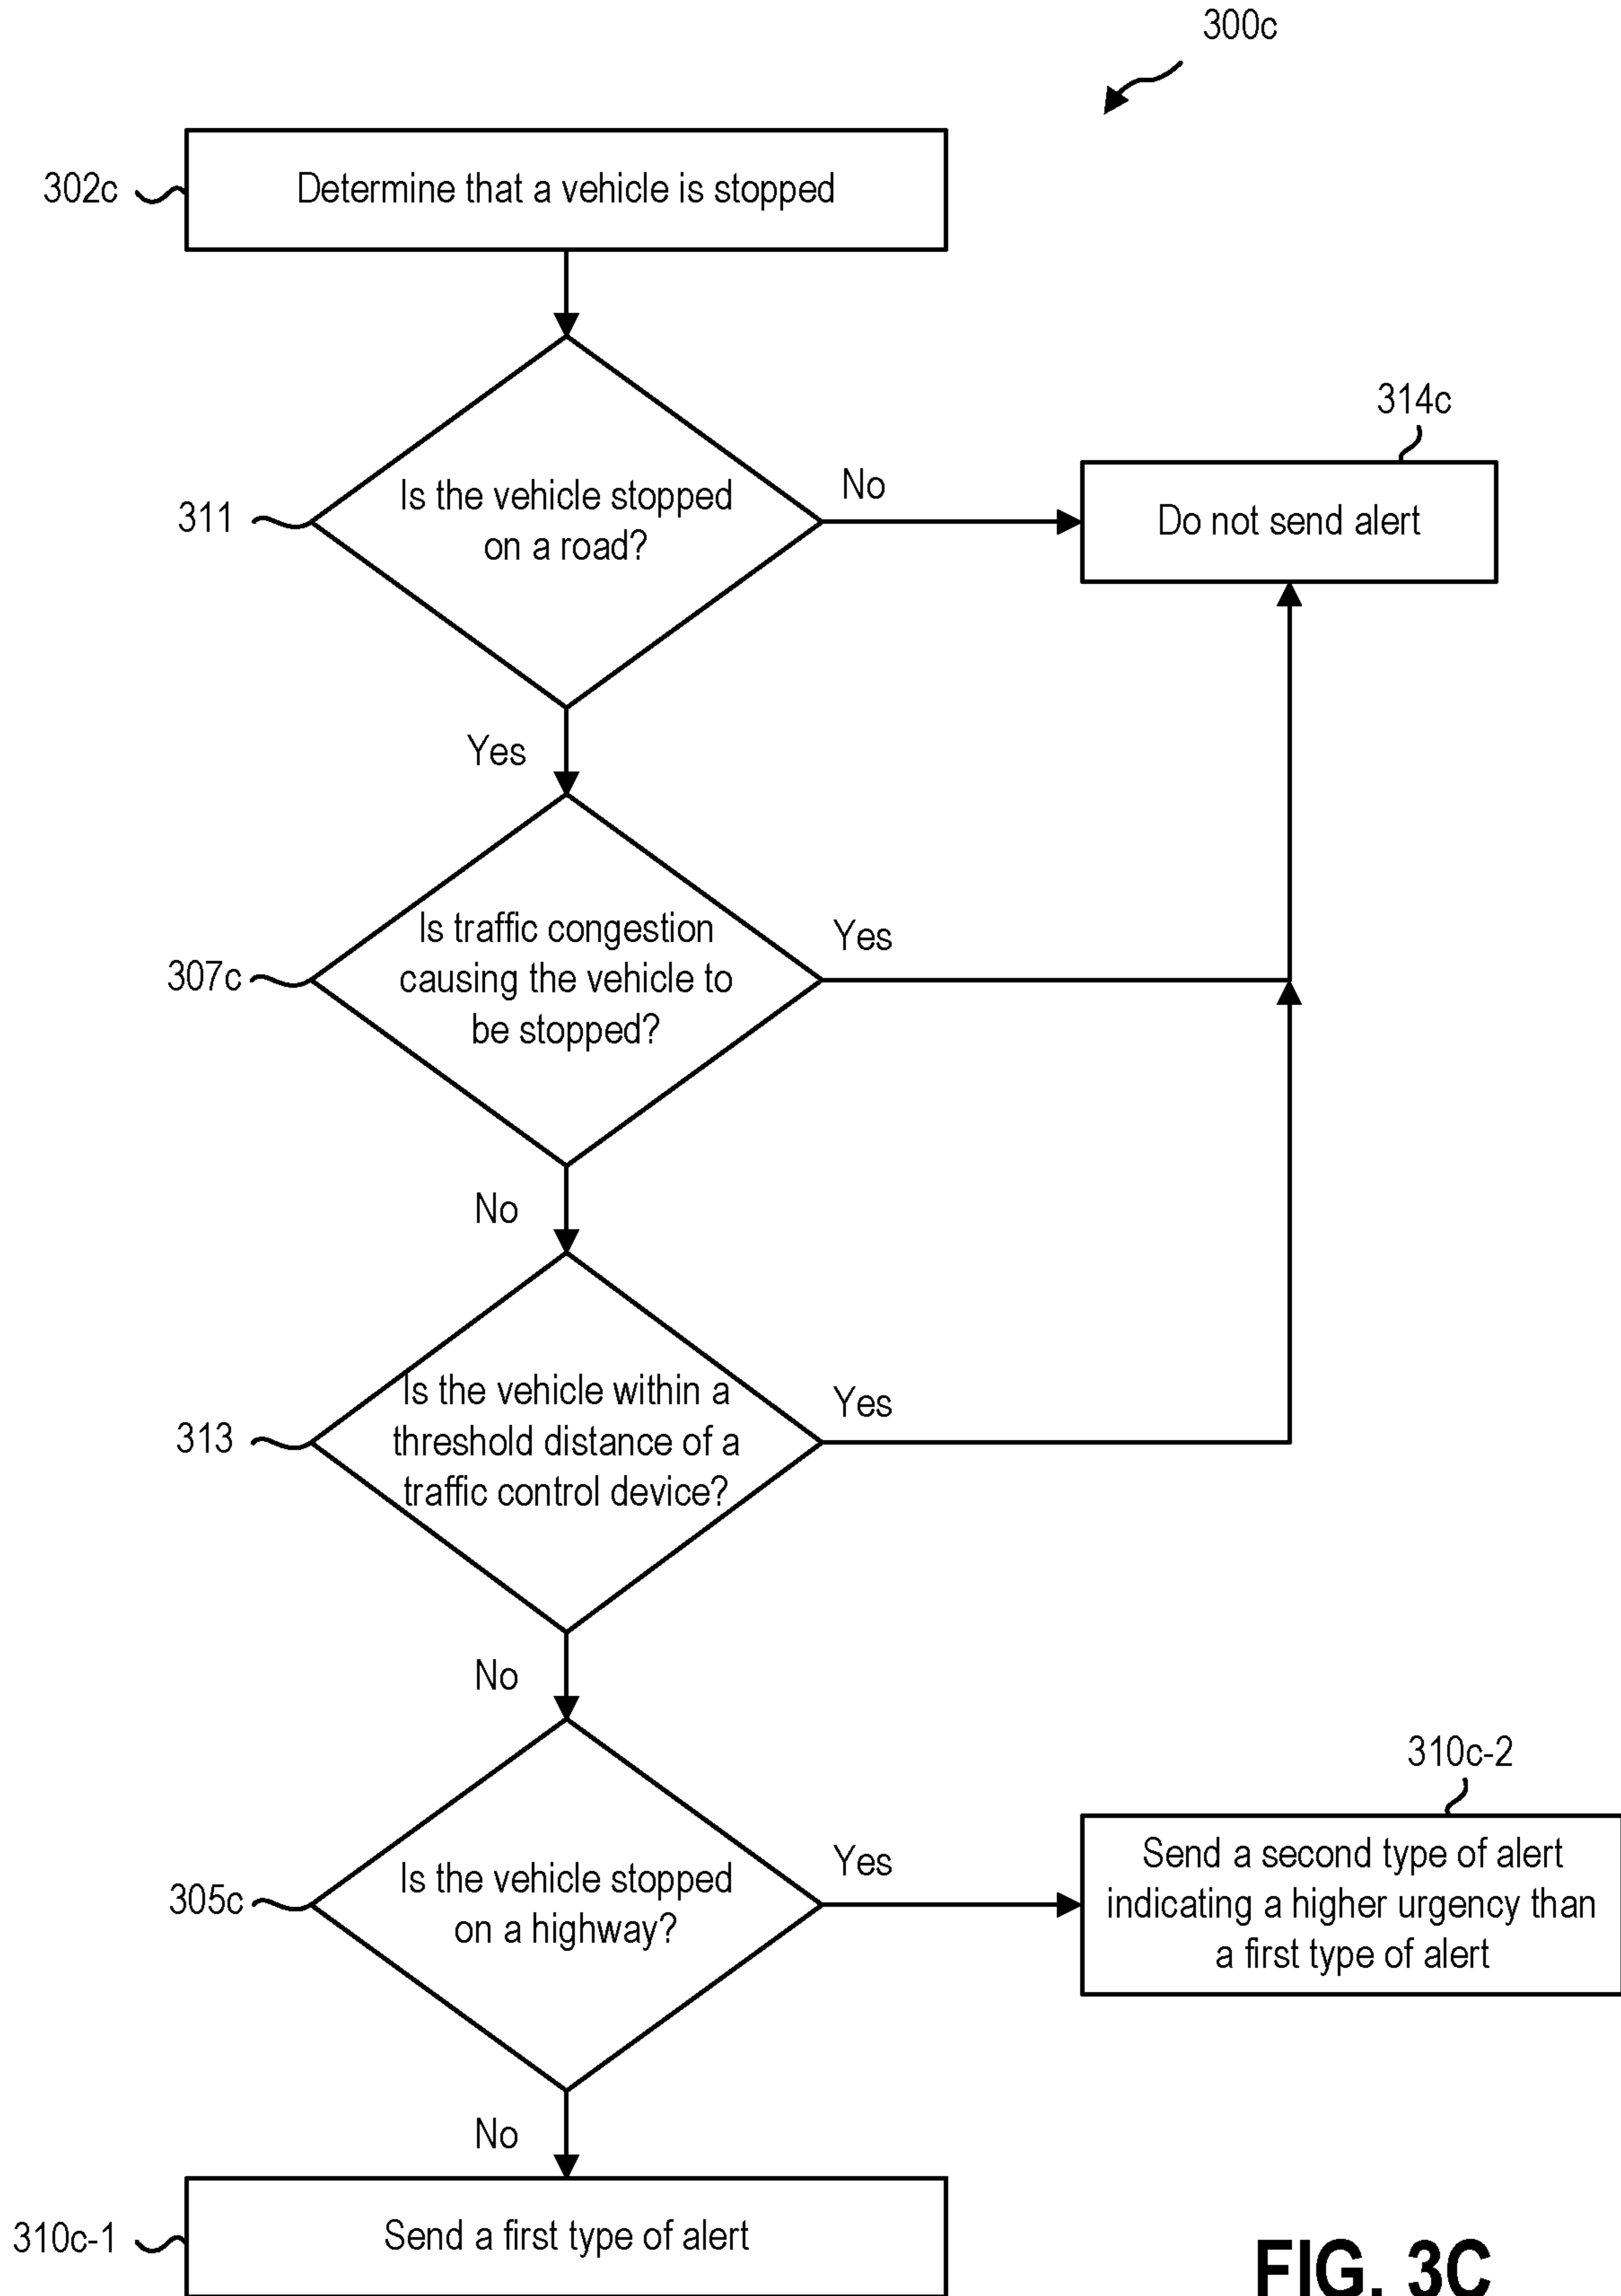 300c
302c
Determine that a vehicle is stopped
314c
311
Is the vehicle stopped
on a road?
No
Do not send alert
Yes
307c
Is traffic congestion
causing the vehicle to
be stopped?
Yes
No
313
Is the vehicle within a
threshold distance of a
traffic control device?
Yes
No
310c-2
305c
Is the vehicle stopped
on a highway?
Yes
Send a second type of alert
indicating a higher urgency than
a first type of alert
No
310c-1
Send a first type of alert
FIG. 3C